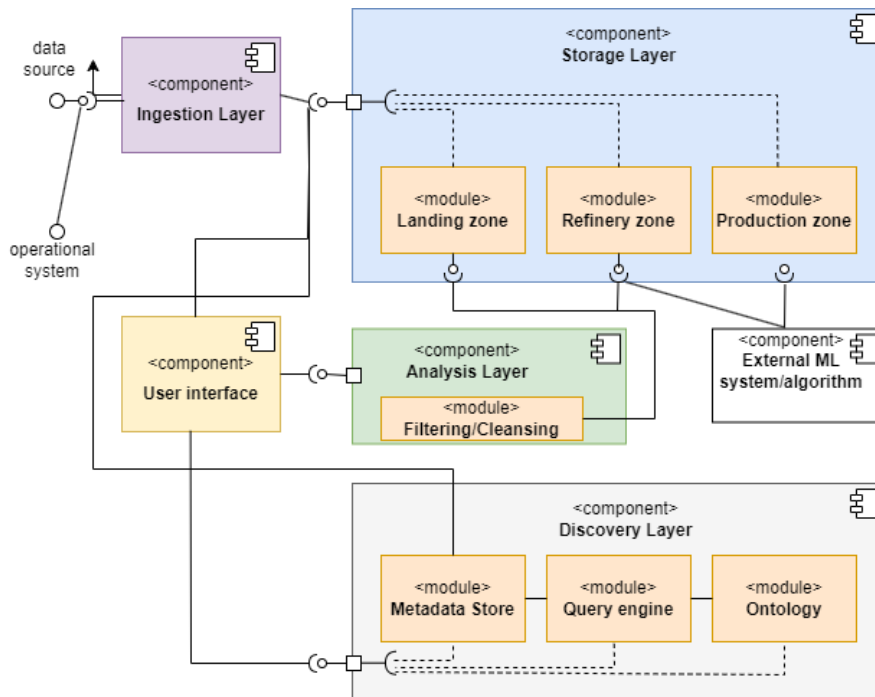 data
source
<component>
Ingestion Layer
operational
system
<component>
Storage Layer
<module>
Landing zone
<module>
Refinery zone
<module>
Production zone
<component>
User interface
<component>
Analysis Layer
<module>
Filtering/Cleansing
<component>
External ML
system/algorithm
<component>
Discovery Layer
<module>
Metadata Store
<module>
Query engine
<module>
Ontology